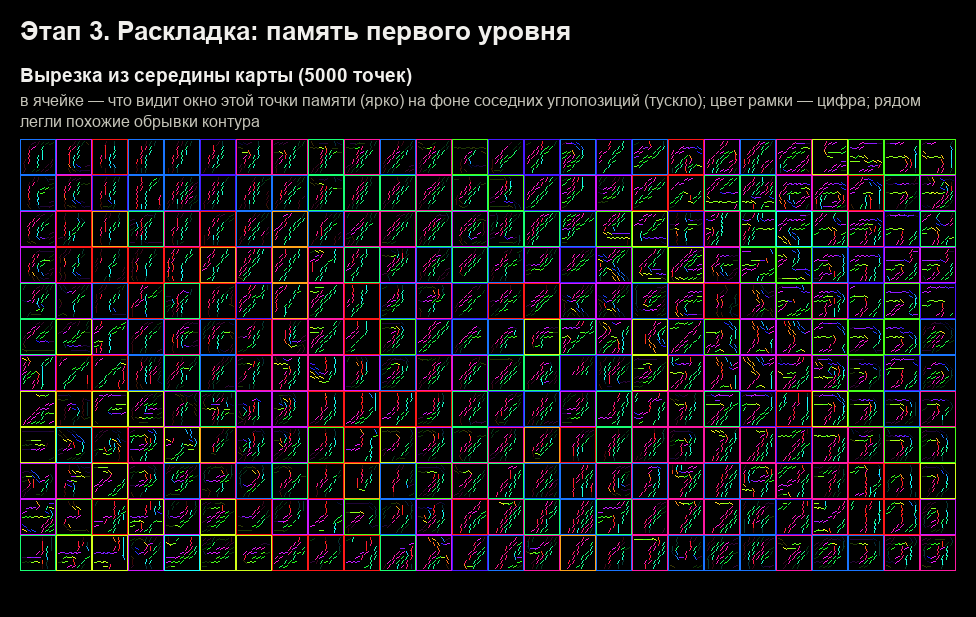 Этап 3. Раскладка: память первого уровня
Вырезка из середины карты (5000 точек)
в ячейке — что видит окно этой точки памяти (ярко) на фоне соседних углопозиций (тускло); цвет рамки — цифра; рядом
легли похожие обрывки контура